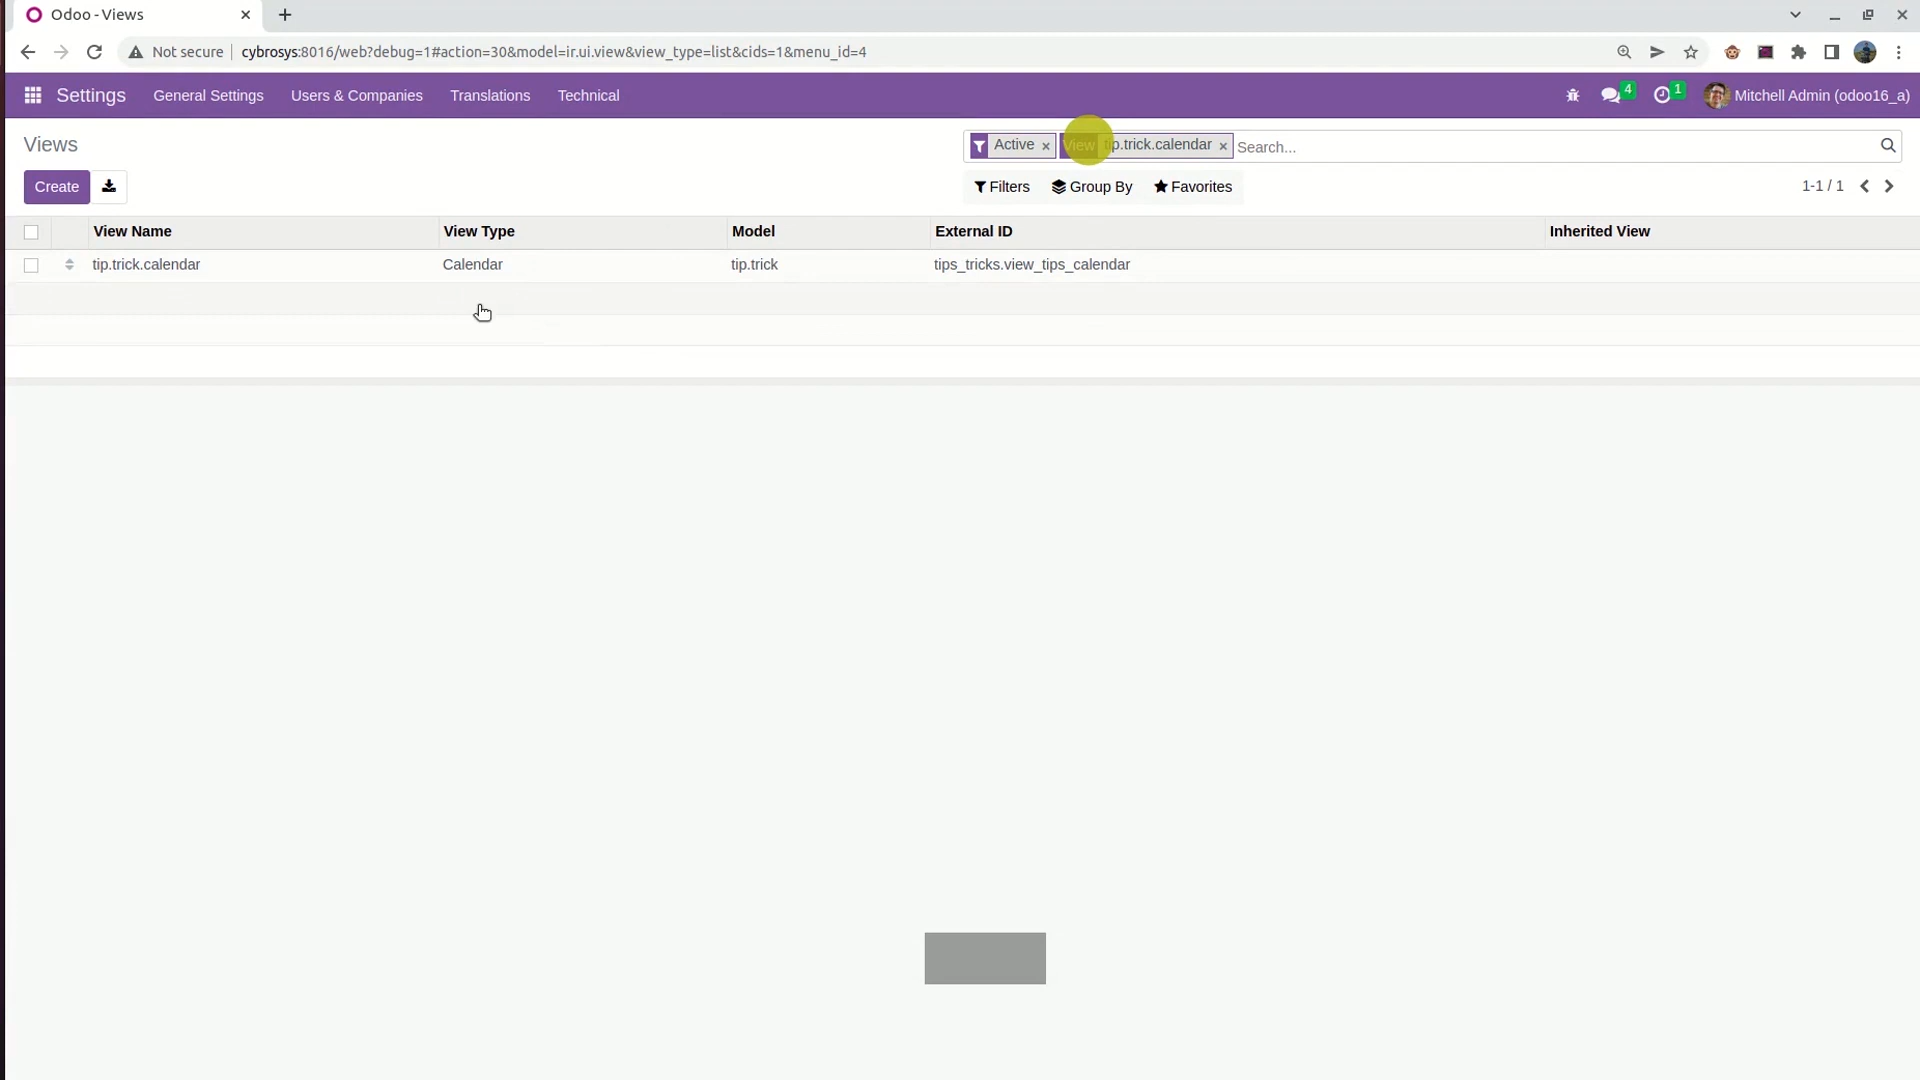 Odoo - Views
Not secure
cybrosys:8016/web?debug=1#action=30&model=ir.ui.view&view_type=list&cids=1&menu_id=4
Settings General Settings Users & Companies Translations Technical
4 1 Mitchell Admin (odoo16_a)
Views
Active × View tip.trick.calendar × Search...
Create
Filters Group By Favorites
1-1 / 1
View Name View Type Model External ID Inherited View
tip.trick.calendar Calendar tip.trick tips_tricks.view_tips_calendar